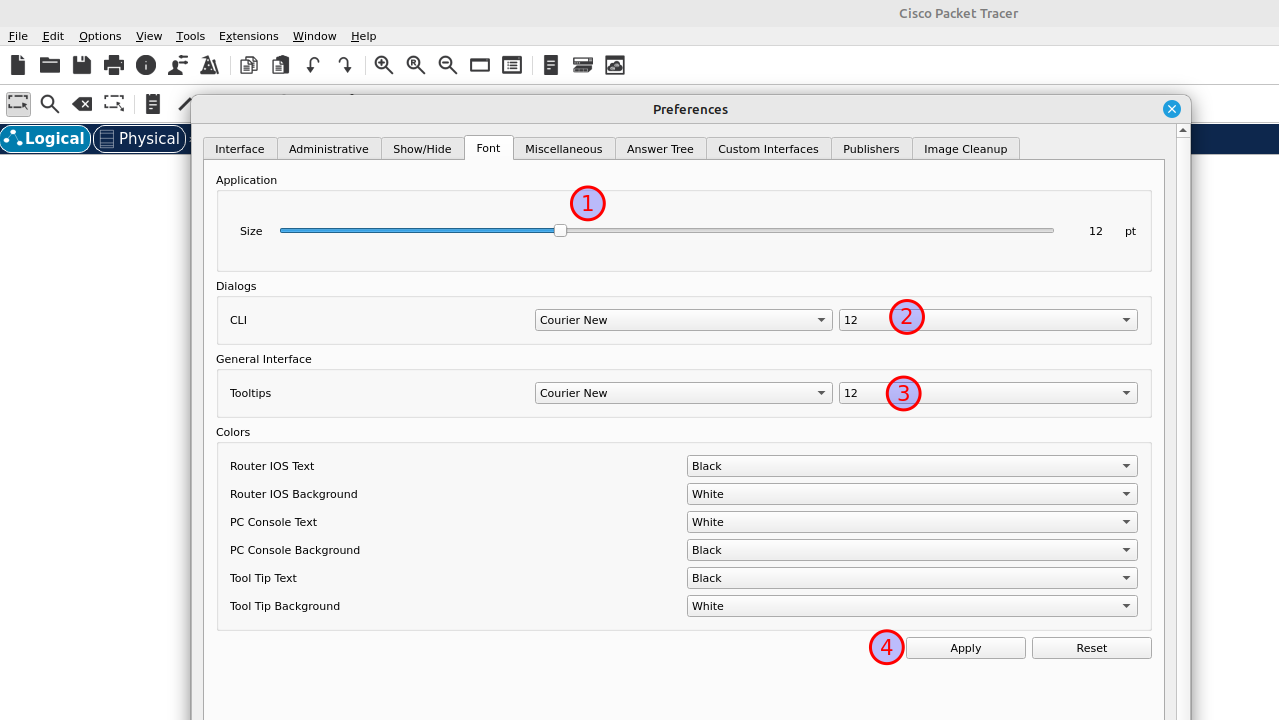 Cisco Packet Tracer
File Edit Options View Tools Extensions Window Help
Preferences
Logical Physical
Interface Administrative Show/Hide Font Miscellaneous Answer Tree Custom Interfaces Publishers Image Cleanup
Application
1
Size 12 pt
Dialogs
CLI Courier New 12 2
General Interface
Tooltips Courier New 12 3
Colors
Router IOS Text Black
Router IOS Background White
PC Console Text White
PC Console Background Black
Tool Tip Text Black
Tool Tip Background White
4 Apply Reset